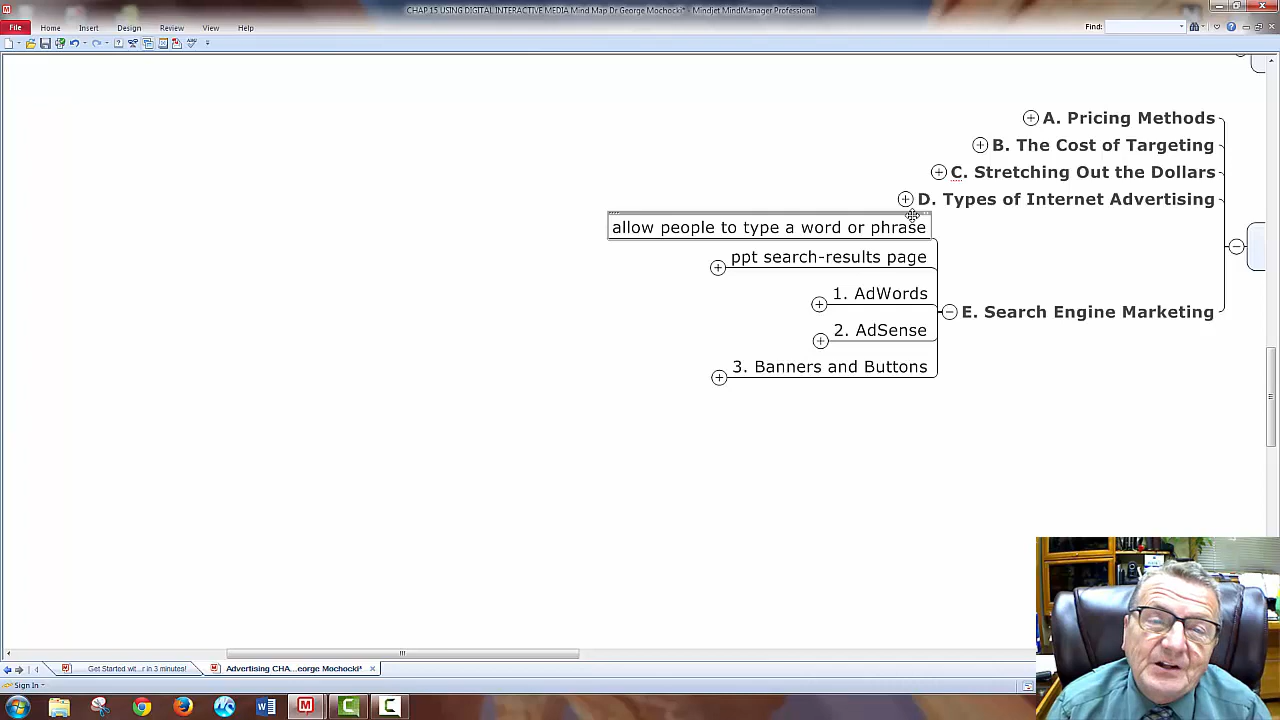 CHAP 15 USING DIGITAL INTERACTIVE MEDIA Mind Map Dr George Mochocki* - Mindjet MindManager Professional
File Home Insert Design Review View Help Find:
A. Pricing Methods
B. The Cost of Targeting
C. Stretching Out the Dollars
D. Types of Internet Advertising
allow people to type a word or phrase
ppt search-results page
1. AdWords
2. AdSense
3. Banners and Buttons
E. Search Engine Marketing
Get Started wit...r in 3 minutes!
Advertising CHA...eorge Mochocki*
Sign In